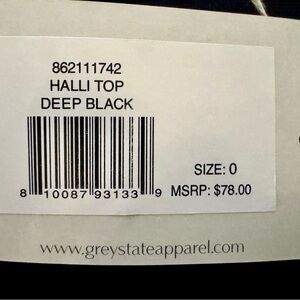 862111742
HALLI TOP
DEEP BLACK
SIZE: 0
8 10087 93133 9 MSRP: $78.00
www.greystateapparel.com